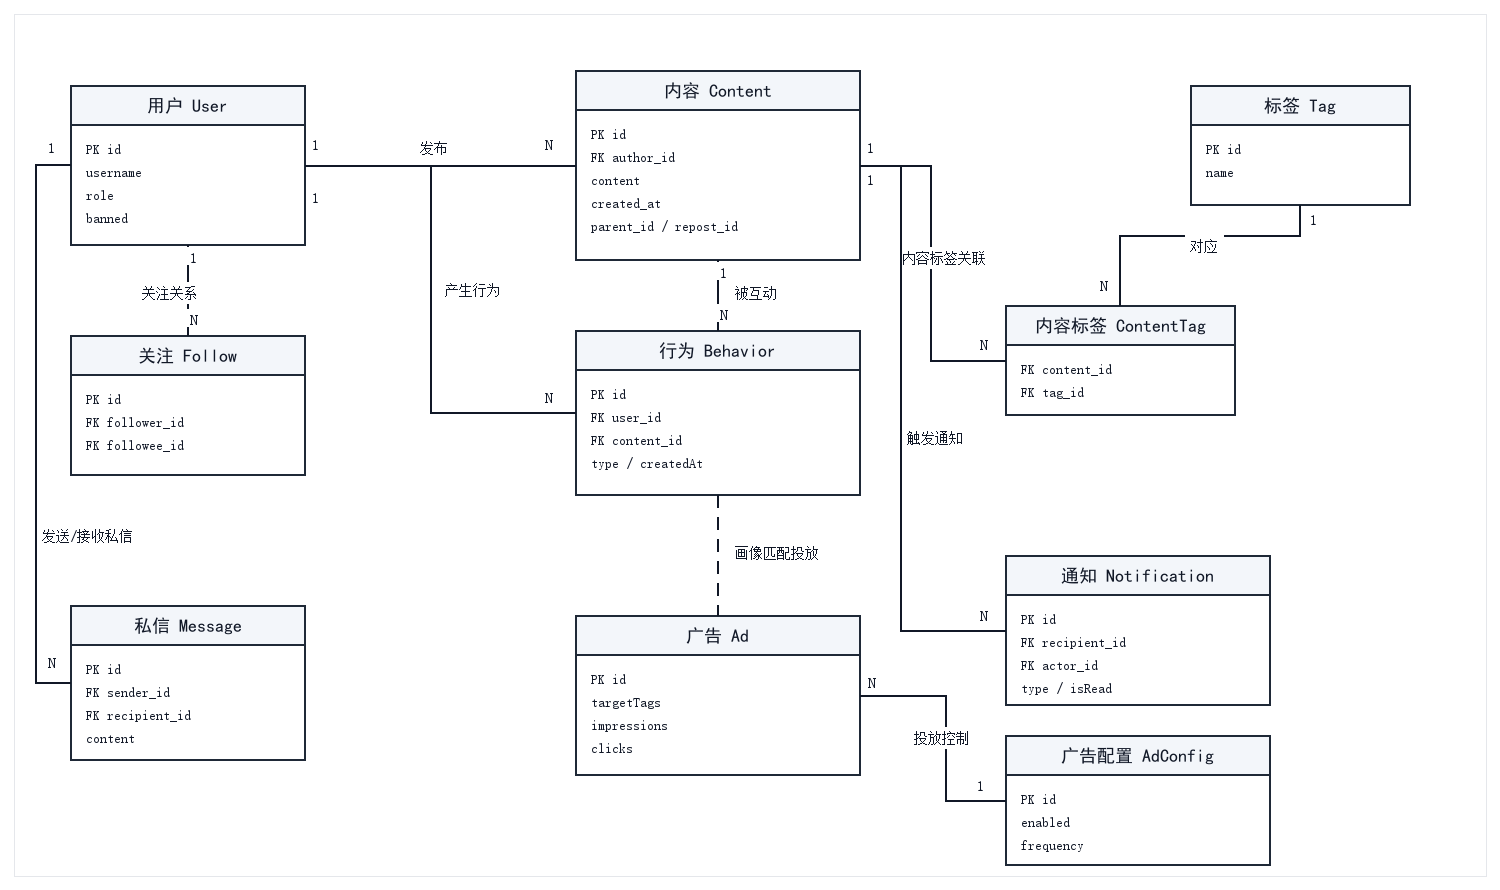 用户 User
PK id
username
role
banned
1
1
1
1
发布
N
内容 Content
PK id
FK author_id
content
created_at
parent_id / repost_id
1
1
标签 Tag
PK id
name
1
对应
N
内容标签关联
1
被互动
N
产生行为
N
关注关系
N
关注 Follow
PK id
FK follower_id
FK followee_id
行为 Behavior
PK id
FK user_id
FK content_id
type / createdAt
N
内容标签 ContentTag
FK content_id
FK tag_id
触发通知
发送/接收私信
画像匹配投放
N
私信 Message
PK id
FK sender_id
FK recipient_id
content
广告 Ad
PK id
targetTags
impressions
clicks
N
通知 Notification
PK id
FK recipient_id
FK actor_id
type / isRead
N
投放控制
1
广告配置 AdConfig
PK id
enabled
frequency